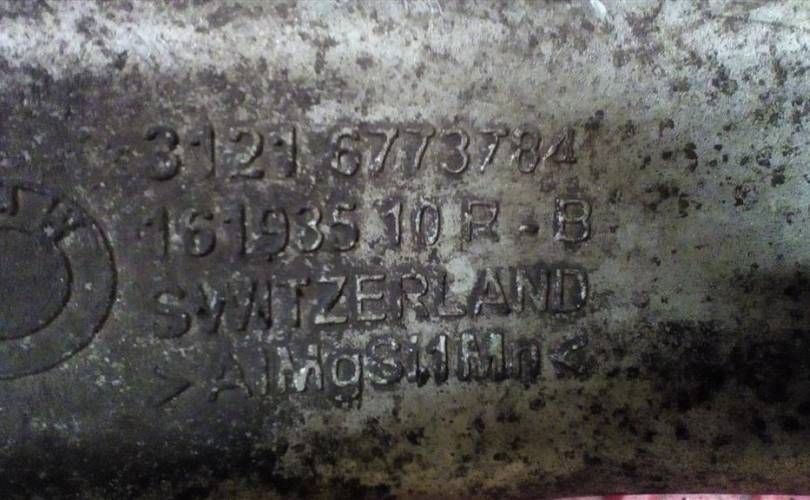 3121 6773784
161935 10 R - B
SWITZERLAND
>AlMgSi1Mn<